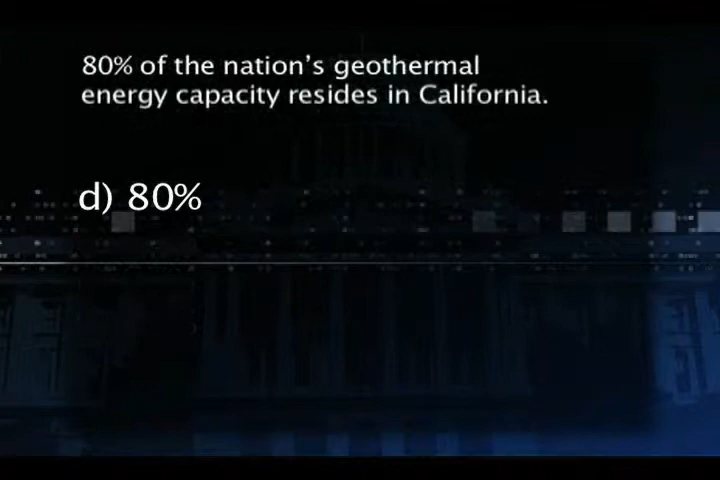 80% of the nation’s geothermal
energy capacity resides in California.
d) 80%